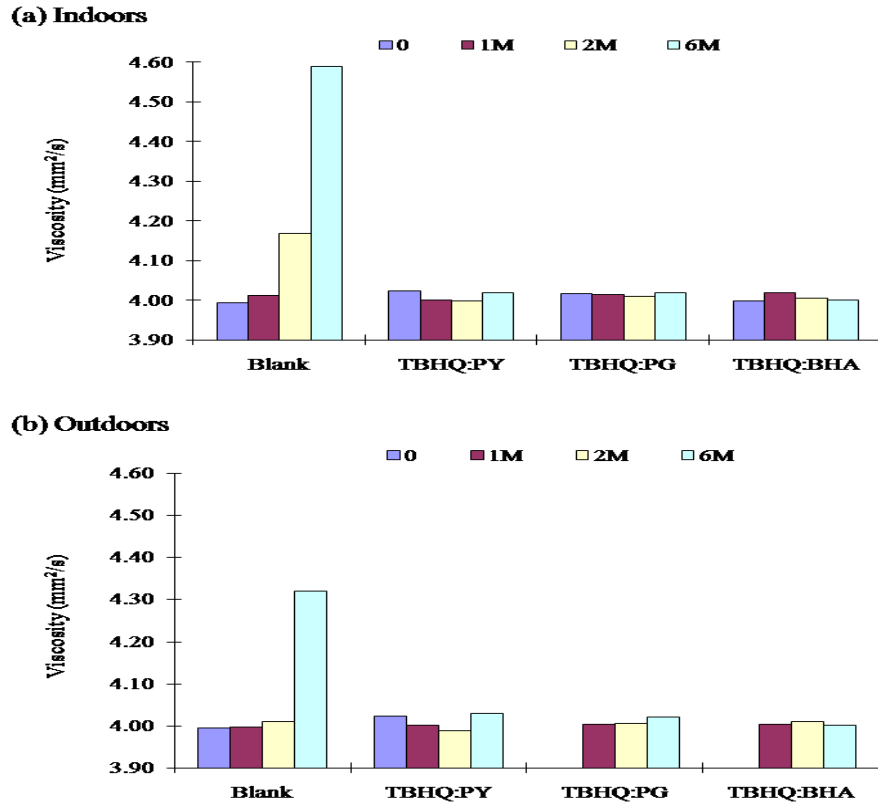 (a) Indoors
0 1M 2M 6M
4.60
4.50
4.40
4.30
4.20
4.10
4.00
3.90
Viscosity (mm²/s)
Blank TBHQ:PY TBHQ:PG TBHQ:BHA
(b) Outdoors
0 1M 2M 6M
4.60
4.50
4.40
4.30
4.20
4.10
4.00
3.90
Viscosity (mm²/s)
Blank TBHQ:PY TBHQ:PG TBHQ:BHA